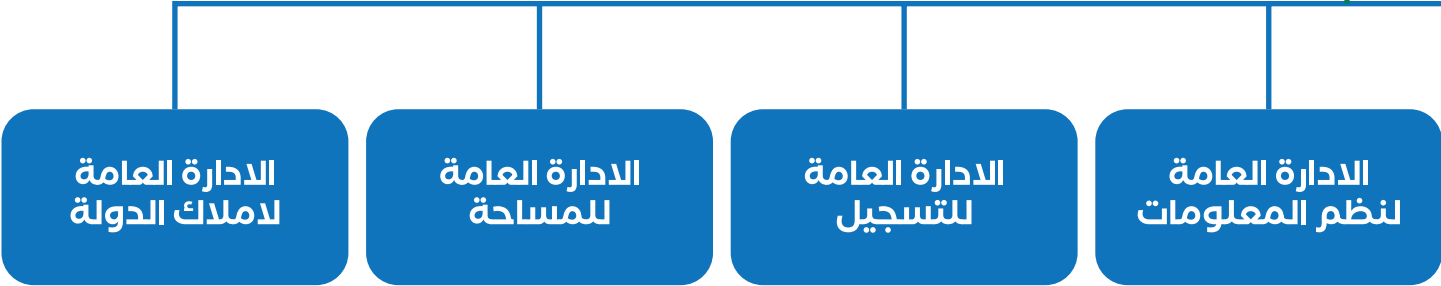 الادارة العامة
لنظم المعلومات
الادارة العامة
للتسجيل
الادارة العامة
للمساحة
الادارة العامة
لاملاك الدولة